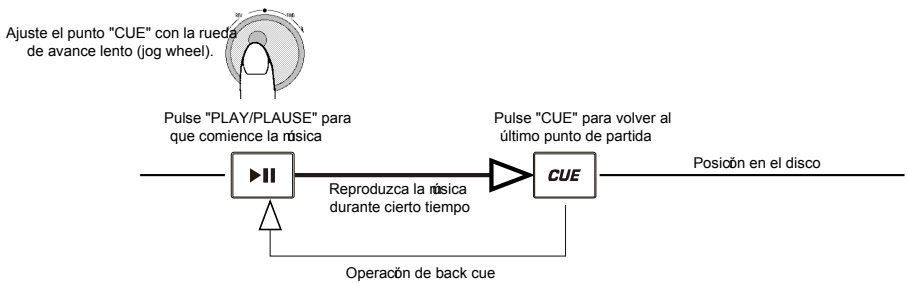 REV FWD
Ajuste el punto "CUE" con la rueda
de avance lento (jog wheel).
Pulse "PLAY/PLAUSE" para
que comience la música
Pulse "CUE" para volver al
último punto de partida
CUE
Posición en el disco
Reproduzca la música
durante cierto tiempo
Operación de back cue